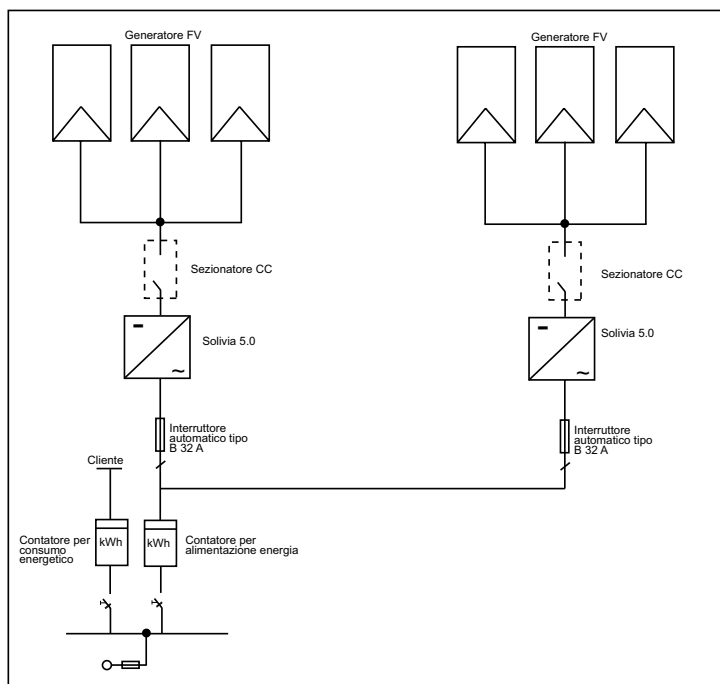 Generatore FV
Generatore FV
Sezionatore CC
Sezionatore CC
Solivia 5.0
Solivia 5.0
Interruttore
automatico tipo
B 32 A
Interruttore
automatico tipo
B 32 A
Cliente
Contatore per
consumo
energetico
kWh
kWh
Contatore per
alimentazione energia